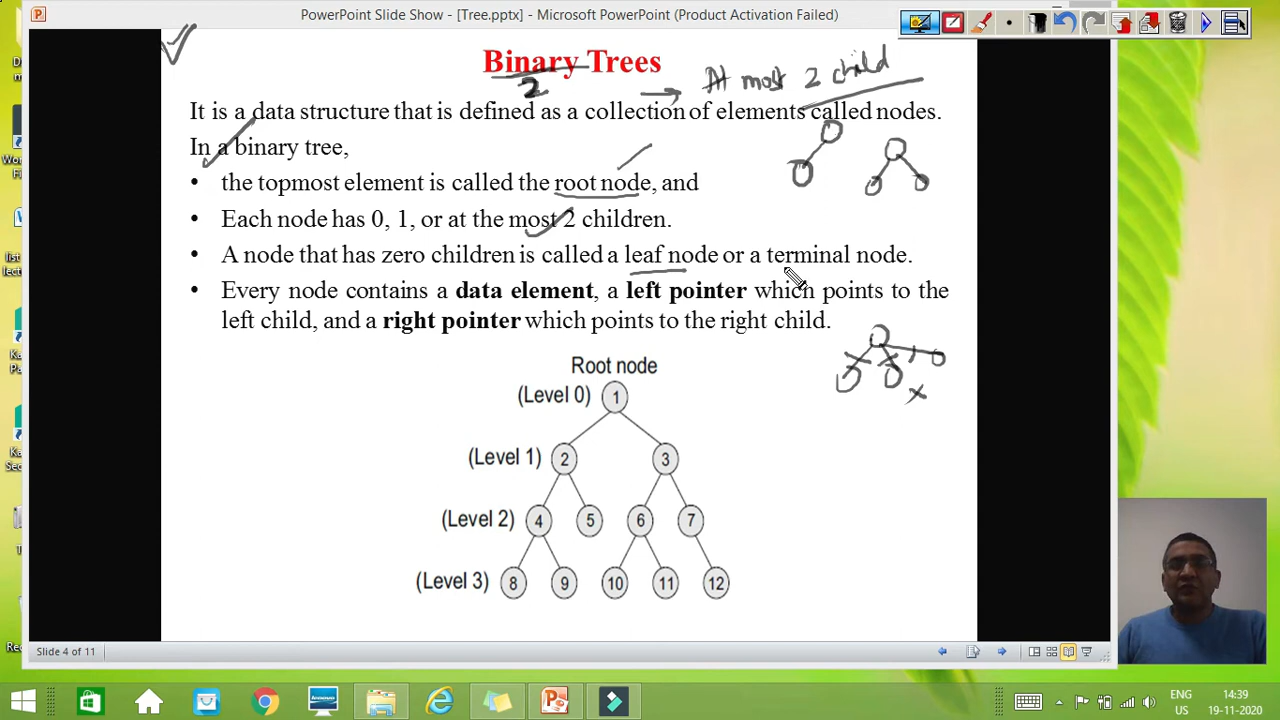 PowerPoint Slide Show - [Tree.pptx] - Microsoft PowerPoint (Product Activation Failed)
Binary Trees
2
At most 2 child
It is a data structure that is defined as a collection of elements called nodes.
In a binary tree,
• the topmost element is called the root node, and
• Each node has 0, 1, or at the most 2 children.
• A node that has zero children is called a leaf node or a terminal node.
• Every node contains a data element, a left pointer which points to the
left child, and a right pointer which points to the right child.
Root node
(Level 0) 1
(Level 1) 2 3
(Level 2) 4 5 6 7
(Level 3) 8 9 10 11 12
Slide 4 of 11
ENG 14:39
US 19-11-2020